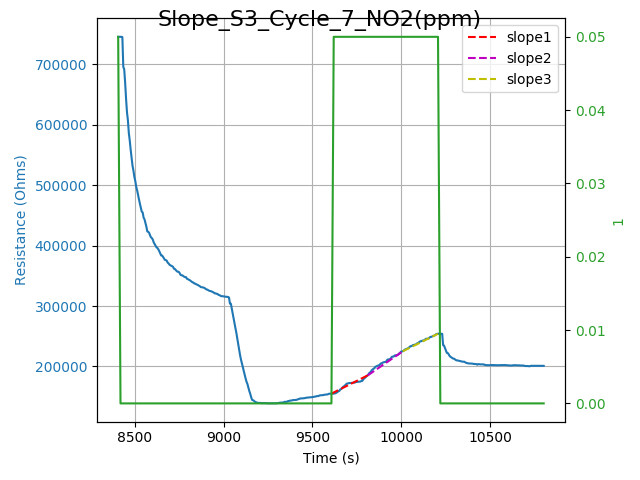 Slope_S3_Cycle_7_NO2(ppm)
slope1
slope2
slope3
700000
600000
500000
400000
300000
200000
Resistance (Ohms)
0.05
0.04
0.03
0.02
0.01
0.00
1
8500 9000 9500 10000 10500
Time (s)